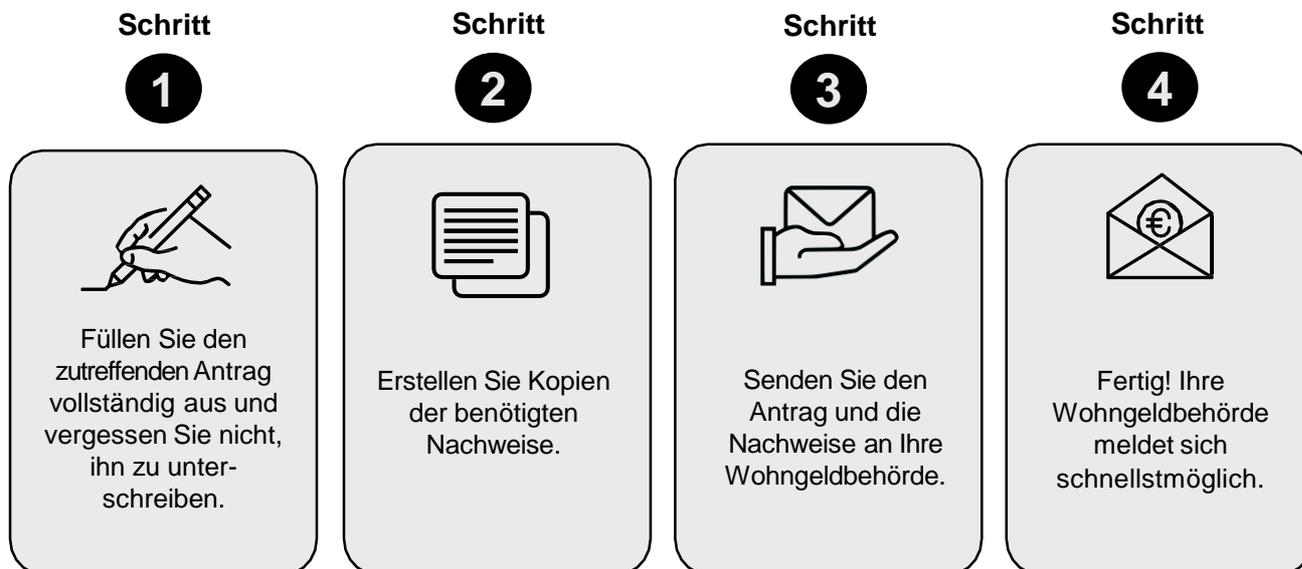 Schritt
1
Füllen Sie den
zutreffenden Antrag
vollständig aus und
vergessen Sie nicht,
ihn zu unter-
schreiben.
Schritt
2
Erstellen Sie Kopien
der benötigten
Nachweise.
Schritt
3
Senden Sie den
Antrag und die
Nachweise an Ihre
Wohngeldbehörde.
Schritt
4
€
Fertig! Ihre
Wohngeldbehörde
meldet sich
schnellstmöglich.